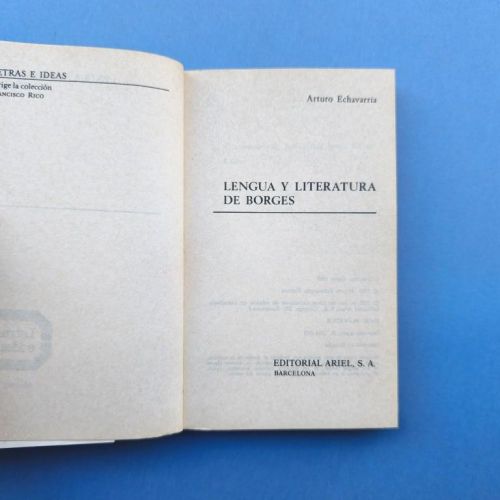 ETRAS E IDEAS
rige la colección
ANCISCO RICO
Arturo Echavarría
LENGUA Y LITERATURA
DE BORGES
EDITORIAL ARIEL, S. A.
BARCELONA